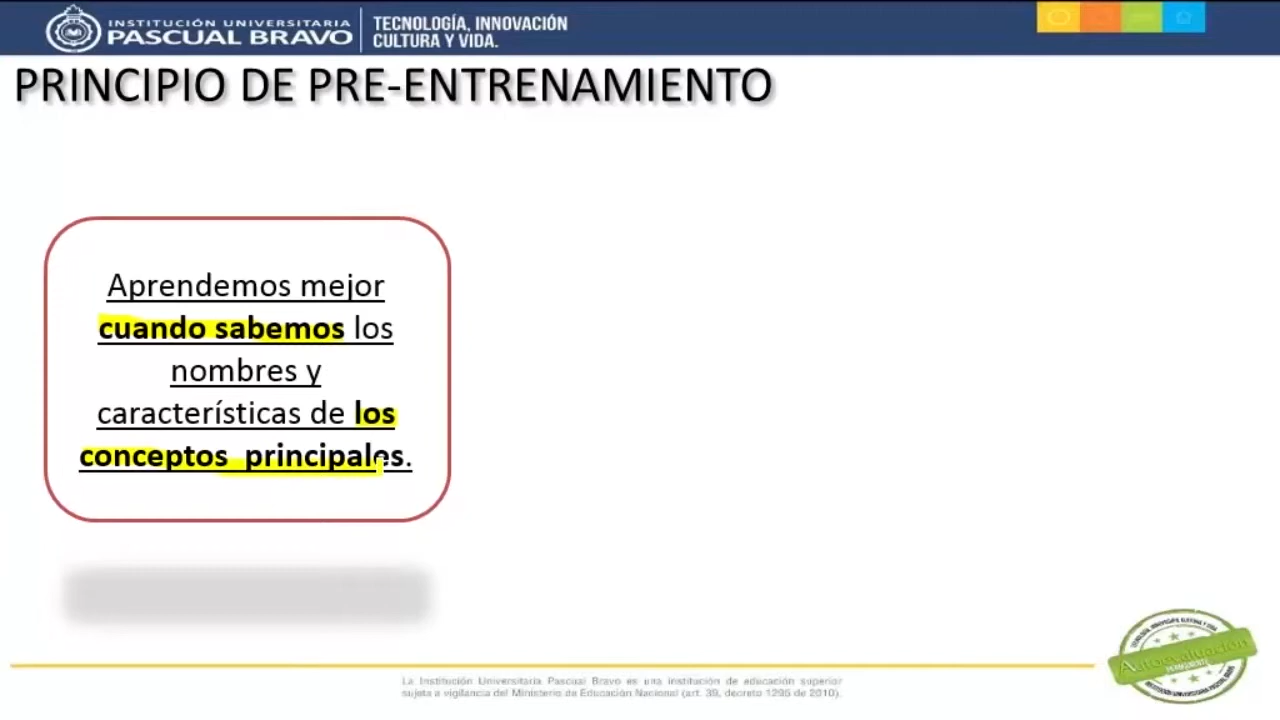 INSTITUCIÓN UNIVERSITARIA
PASCUAL BRAVO
TECNOLOGÍA, INNOVACIÓN
CULTURA Y VIDA.
PRINCIPIO DE PRE-ENTRENAMIENTO
Aprendemos mejor
cuando sabemos los
nombres y
características de los
conceptos principales.
La Institución Universitaria Pascual Bravo es una institución de educación superior
sujeta a vigilancia del Ministerio de Educación Nacional (art. 39, decreto 1295 de 2010).
Autoevaluación